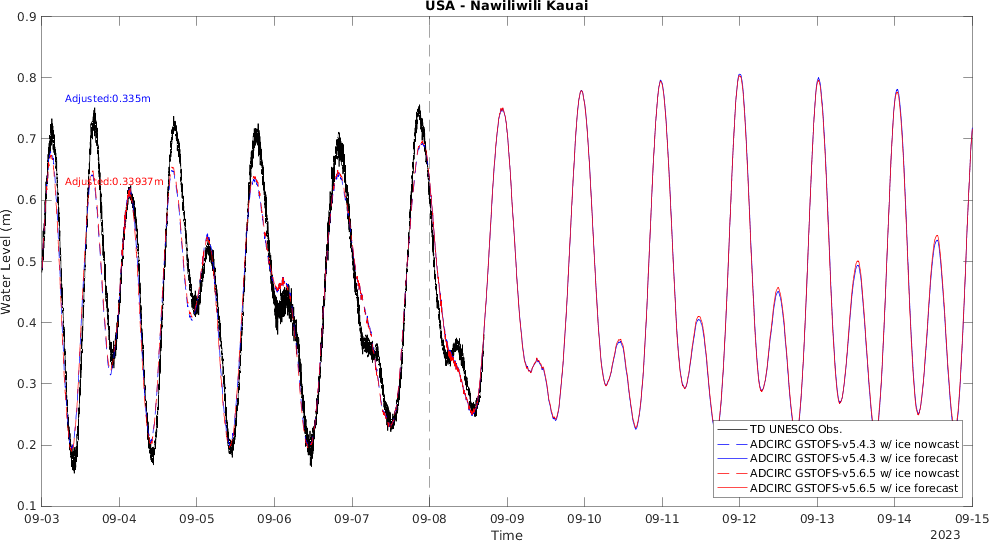 USA - Nawiliwili Kauai
0.9
0.8
0.7
0.6
0.5
0.4
0.3
0.2
0.1
Water Level (m)
Adjusted:0.335m
Adjusted:0.33937m
TD UNESCO Obs.
ADCIRC GSTOFS-v5.4.3 w/ ice nowcast
ADCIRC GSTOFS-v5.4.3 w/ ice forecast
ADCIRC GSTOFS-v5.6.5 w/ ice nowcast
ADCIRC GSTOFS-v5.6.5 w/ ice forecast
09-03 09-04 09-05 09-06 09-07 09-08 09-09 09-10 09-11 09-12 09-13 09-14 09-15
Time
2023